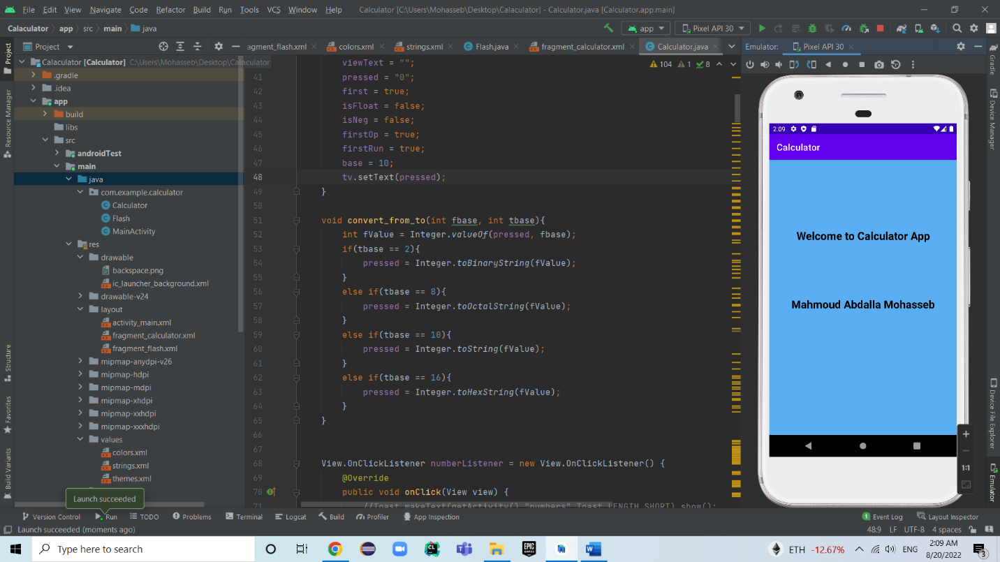 File Edit View Navigate Code Refactor Build Run Tools VCS Window Help Calculator [C:\Users\Mohasseb\Desktop\Calaculator] - Calculator.java [Calculator.app.main]
Calaculator app src main java app Pixel API 30
Project agment_flash.xml colors.xml strings.xml Flash.java fragment_calculator.xml Calculator.java Emulator: Pixel API 30
Calaculator [Calculator] C:\Users\Mohasseb\Desktop\Calaculator
.gradle
.idea
app
build
libs
src
androidTest
main
java
com.example.calculator
Calculator
Flash
MainActivity
res
drawable
backspace.png
ic_launcher_background.xml
drawable-v24
layout
activity_main.xml
fragment_calculator.xml
fragment_flash.xml
mipmap-anydpi-v26
mipmap-hdpi
mipmap-mdpi
mipmap-xhdpi
mipmap-xxhdpi
mipmap-xxxhdpi
values
colors.xml
strings.xml
themes.xml
Launch succeeded
Project
Resource Manager
Structure
Favorites
Build Variants
104 1 8
viewText = "";
41 pressed = "0";
42 first = true;
43 isFloat = false;
44 isNeg = false;
45 firstOp = true;
46 firstRun = true;
47 base = 10;
48 tv.setText(pressed);
49 }
50
51 void convert_from_to(int fbase, int tbase){
52 int fValue = Integer.valueOf(pressed, fbase);
53 if(tbase == 2){
54 pressed = Integer.toBinaryString(fValue);
55 }
56 else if(tbase == 8){
57 pressed = Integer.toOctalString(fValue);
58 }
59 else if(tbase == 10){
60 pressed = Integer.toString(fValue);
61 }
62 else if(tbase == 16){
63 pressed = Integer.toHexString(fValue);
64 }
65 }
66
67
68 View.OnClickListener numberListener = new View.OnClickListener() {
69 @Override
70 public void onClick(View view) {
71 //Toast.makeText(getActivity(),"numbers",Toast.LENGTH_SHORT).show();
2:09
Calculator
Welcome to Calculator App
Mahmoud Abdalla Mohasseb
1:1
Gradle
Device Manager
Device File Explorer
Emulator
Version Control Run TODO Problems Terminal Logcat Build Profiler App Inspection 1 Event Log Layout Inspector
Launch succeeded (moments ago) 48:9 LF UTF-8 4 spaces
Type here to search ETH -12.67% ENG 2:09 AM
8/20/2022 3